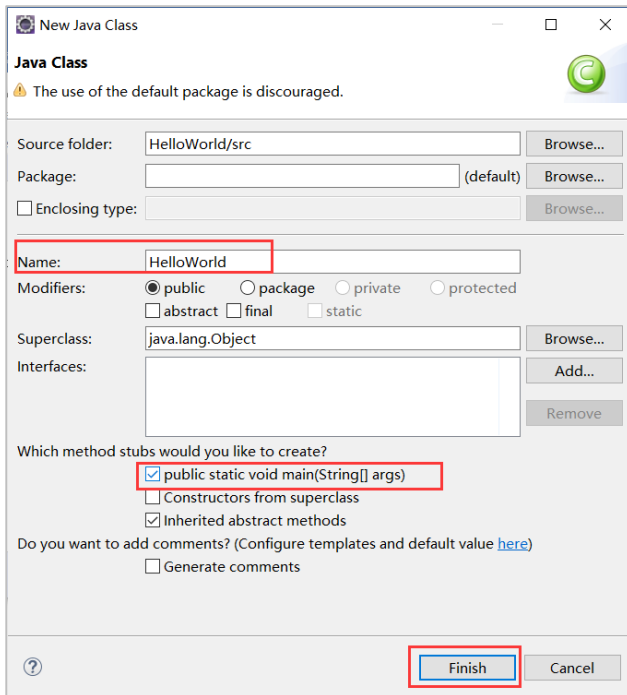 New Java Class
Java Class
The use of the default package is discouraged.
Source folder: HelloWorld/src Browse...
Package: (default) Browse...
Enclosing type: Browse...
Name: HelloWorld
Modifiers: public package private protected
abstract final static
Superclass: java.lang.Object Browse...
Interfaces: Add...
Remove
Which method stubs would you like to create?
public static void main(String[] args)
Constructors from superclass
Inherited abstract methods
Do you want to add comments? (Configure templates and default value here)
Generate comments
? Finish Cancel